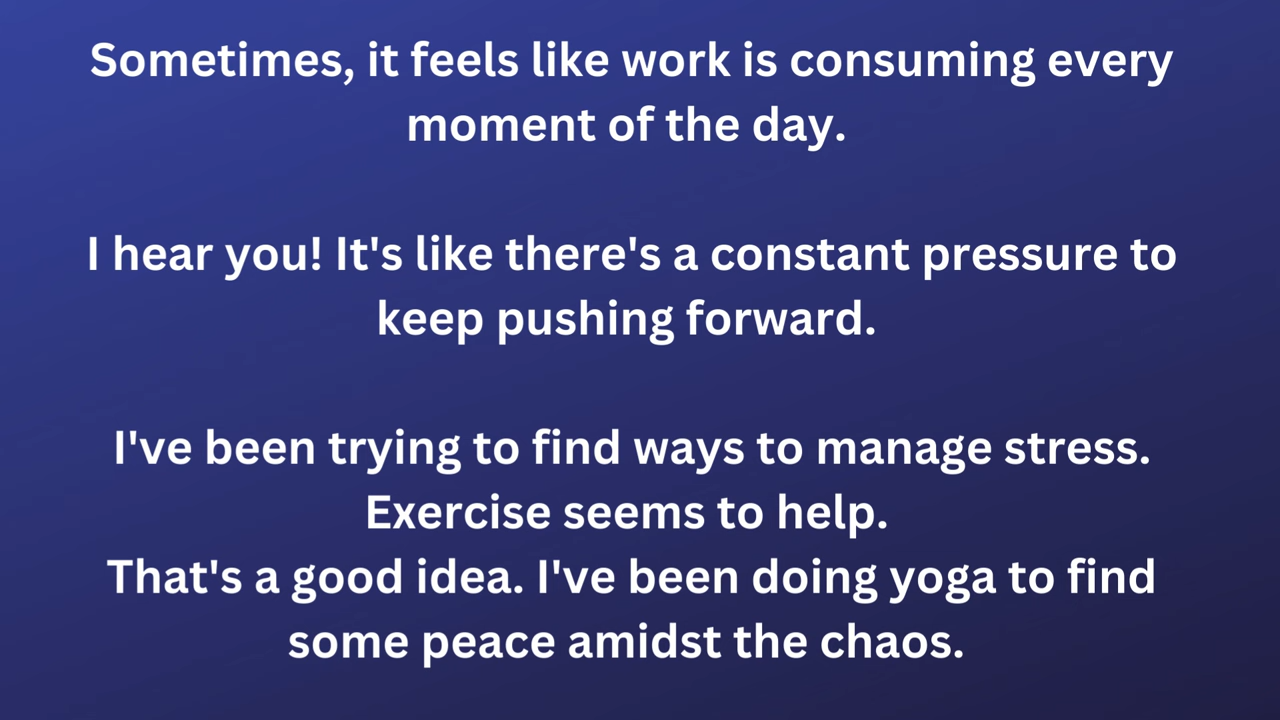 Sometimes, it feels like work is consuming every
moment of the day.
I hear you! It's like there's a constant pressure to
keep pushing forward.
I've been trying to find ways to manage stress.
Exercise seems to help.
That's a good idea. I've been doing yoga to find
some peace amidst the chaos.